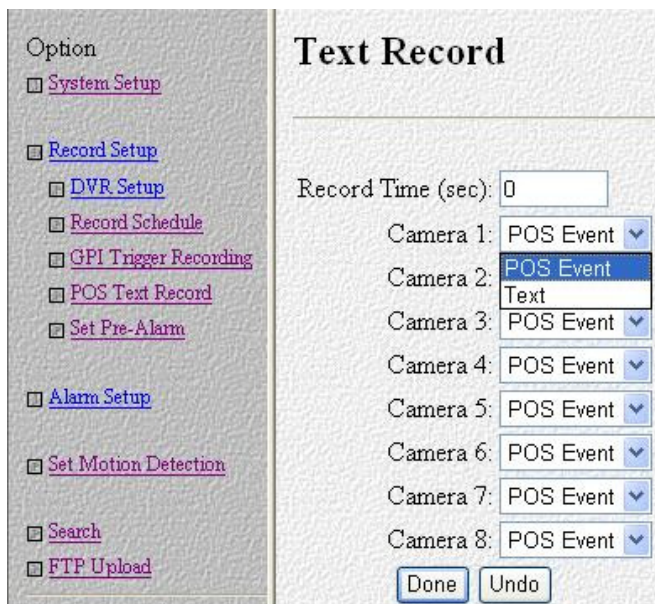 Option
System Setup
Record Setup
DVR Setup
Record Schedule
GPI Trigger Recording
POS Text Record
Set Pre-Alarm
Alarm Setup
Set Motion Detection
Search
FTP Upload
Text Record
Record Time (sec): 0
Camera 1: POS Event
POS Event
Text
Camera 2:
Camera 3: POS Event
Camera 4: POS Event
Camera 5: POS Event
Camera 6: POS Event
Camera 7: POS Event
Camera 8: POS Event
Done Undo